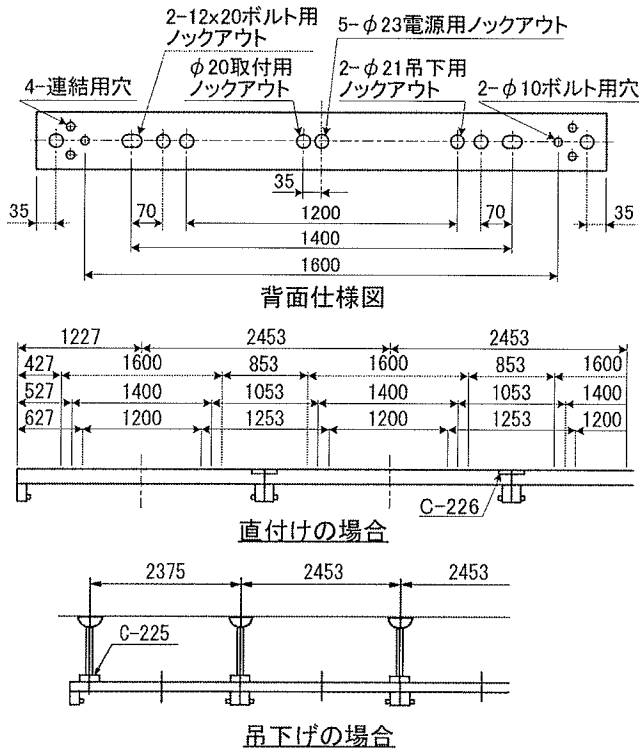 2-12x20ボルト用
ノックアウト
5-φ23電源用ノックアウト
φ20取付用
ノックアウト
2-φ21吊下用
ノックアウト
4-連結用穴
2-φ10ボルト用穴
35
35
70
1200
70
35
1400
1600
背面仕様図
1227
2453
2453
427
1600
853
1600
853
1600
527
1400
1053
1400
1053
1400
627
1200
1253
1200
1253
1200
C-226
直付けの場合
2375
2453
2453
C-225
吊下げの場合